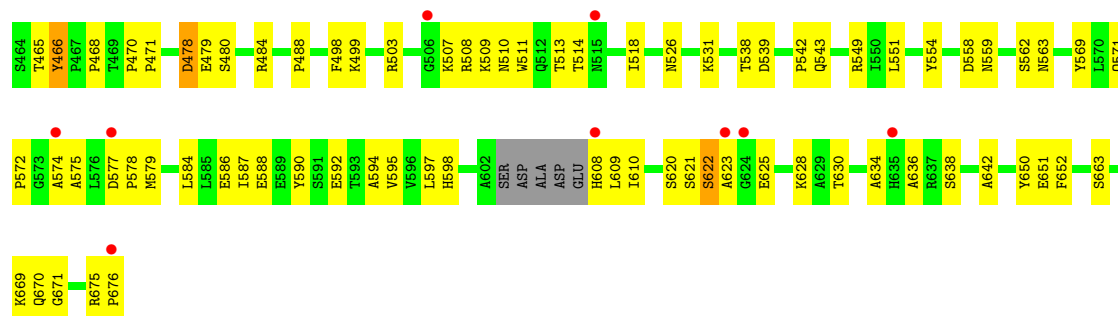 S464 T465 Y466 P467 P468 T469 P470 P471 D478 E479 S480 R484 P488 F498 K499 R503 G506 K507 R508 K509 N510 W511 Q512 T513 T514 N515 I518 N526 K531 T538 D539 P542 Q543 R549 I550 L551 Y554 D558 N559 S562 N563 Y569 L570 Q571
P572 G573 A574 A575 L576 D577 P578 M579 L584 L585 E586 I587 E588 E589 Y590 S591 E592 T593 A594 V595 V596 L597 H598 A602 SER ASP ALA ASP GLU H608 L609 I610 S620 S621 S622 A623 G624 E625 K628 A629 T630 A634 H635 A636 R637 S638 A642 Y650 E651 F652 S663
K669 Q670 G671 R675 P676